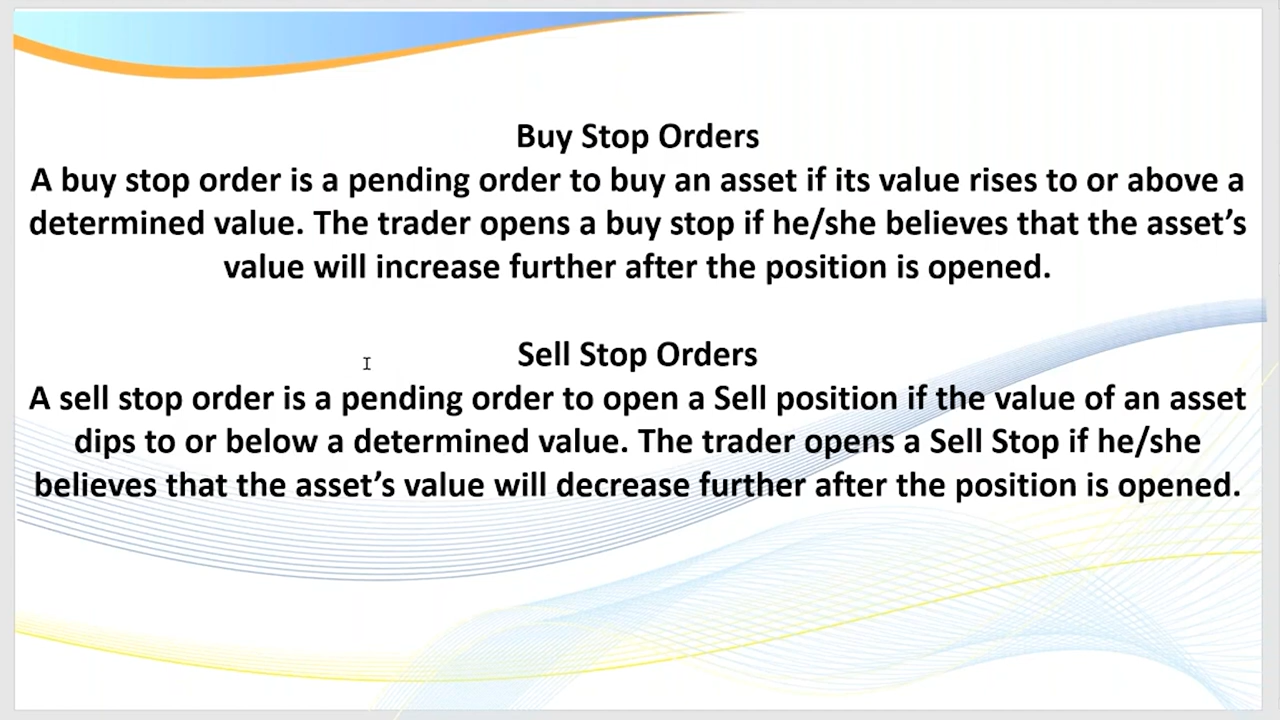 Buy Stop Orders
A buy stop order is a pending order to buy an asset if its value rises to or above a
determined value. The trader opens a buy stop if he/she believes that the asset’s
value will increase further after the position is opened.
Sell Stop Orders
A sell stop order is a pending order to open a Sell position if the value of an asset
dips to or below a determined value. The trader opens a Sell Stop if he/she
believes that the asset’s value will decrease further after the position is opened.